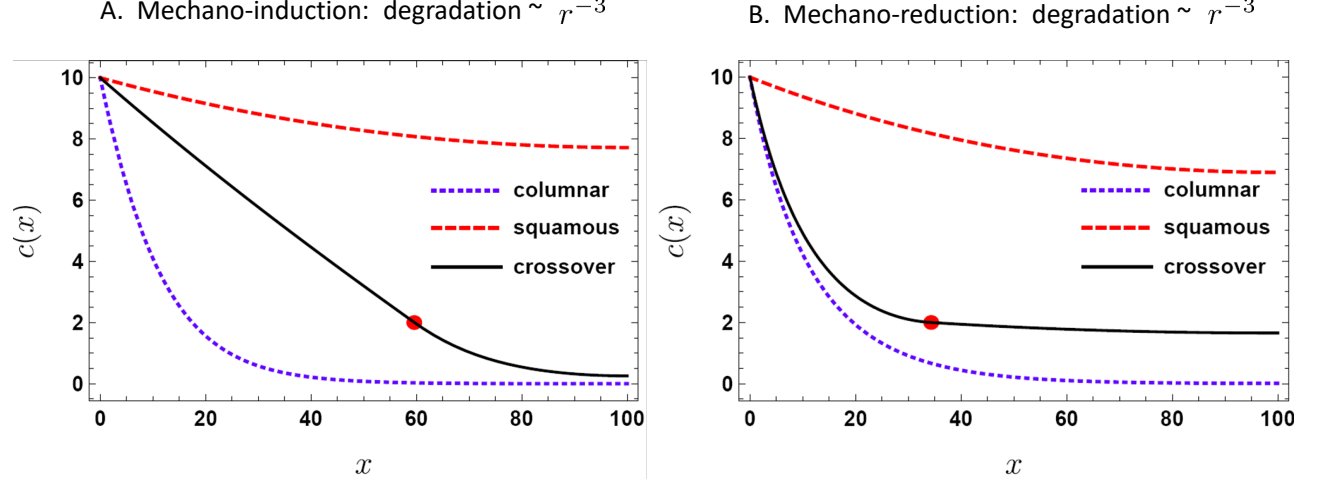 A. Mechano-induction: degradation ~ r⁻³
10
8
6
4
2
0
c(x)
columnar
squamous
crossover
0 20 40 60 80 100
x
B. Mechano-reduction: degradation ~ r⁻³
10
8
6
4
2
0
c(x)
columnar
squamous
crossover
0 20 40 60 80 100
x